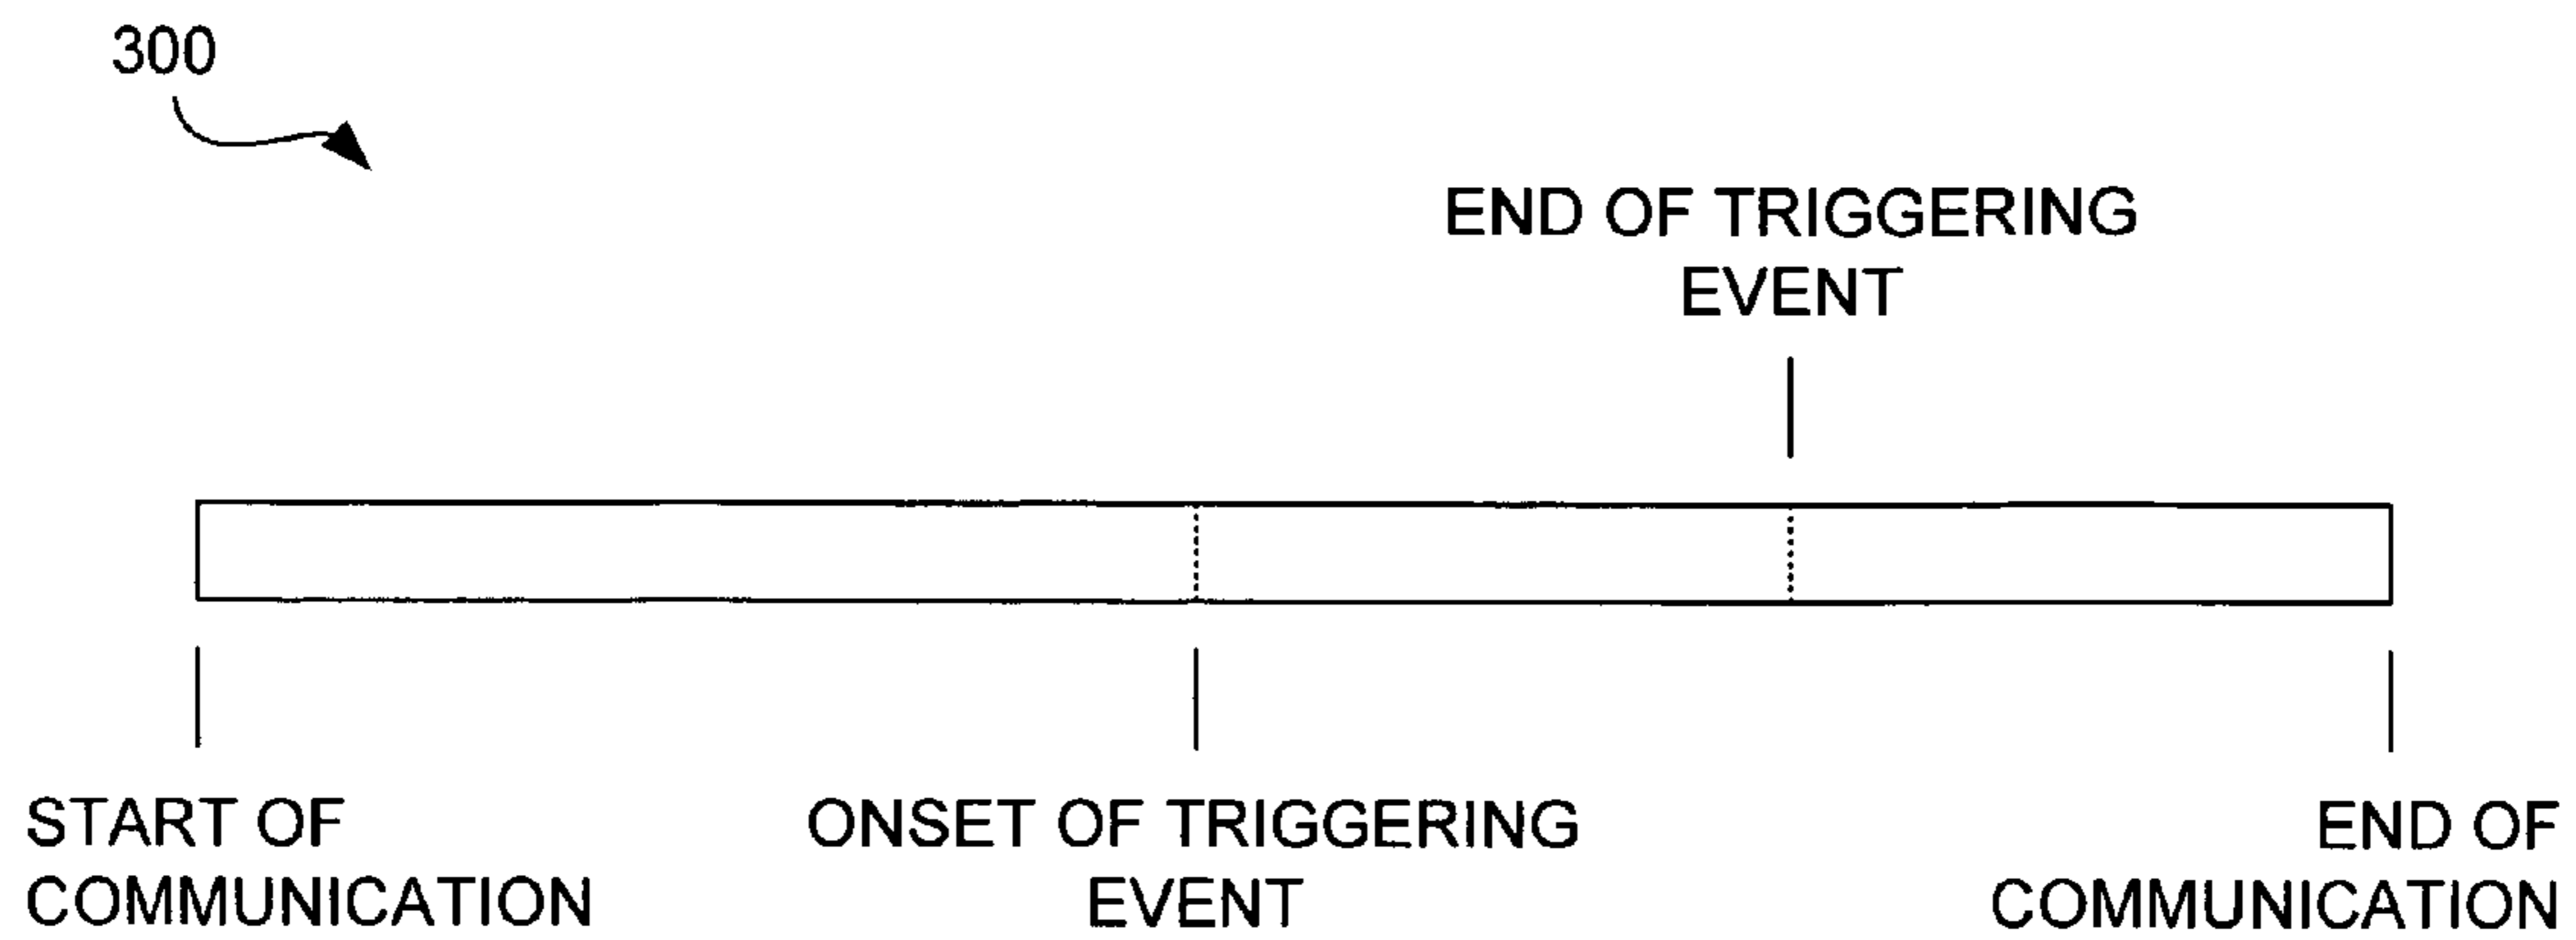 300
END OF TRIGGERING
EVENT
START OF
COMMUNICATION
ONSET OF TRIGGERING
EVENT
END OF
COMMUNICATION